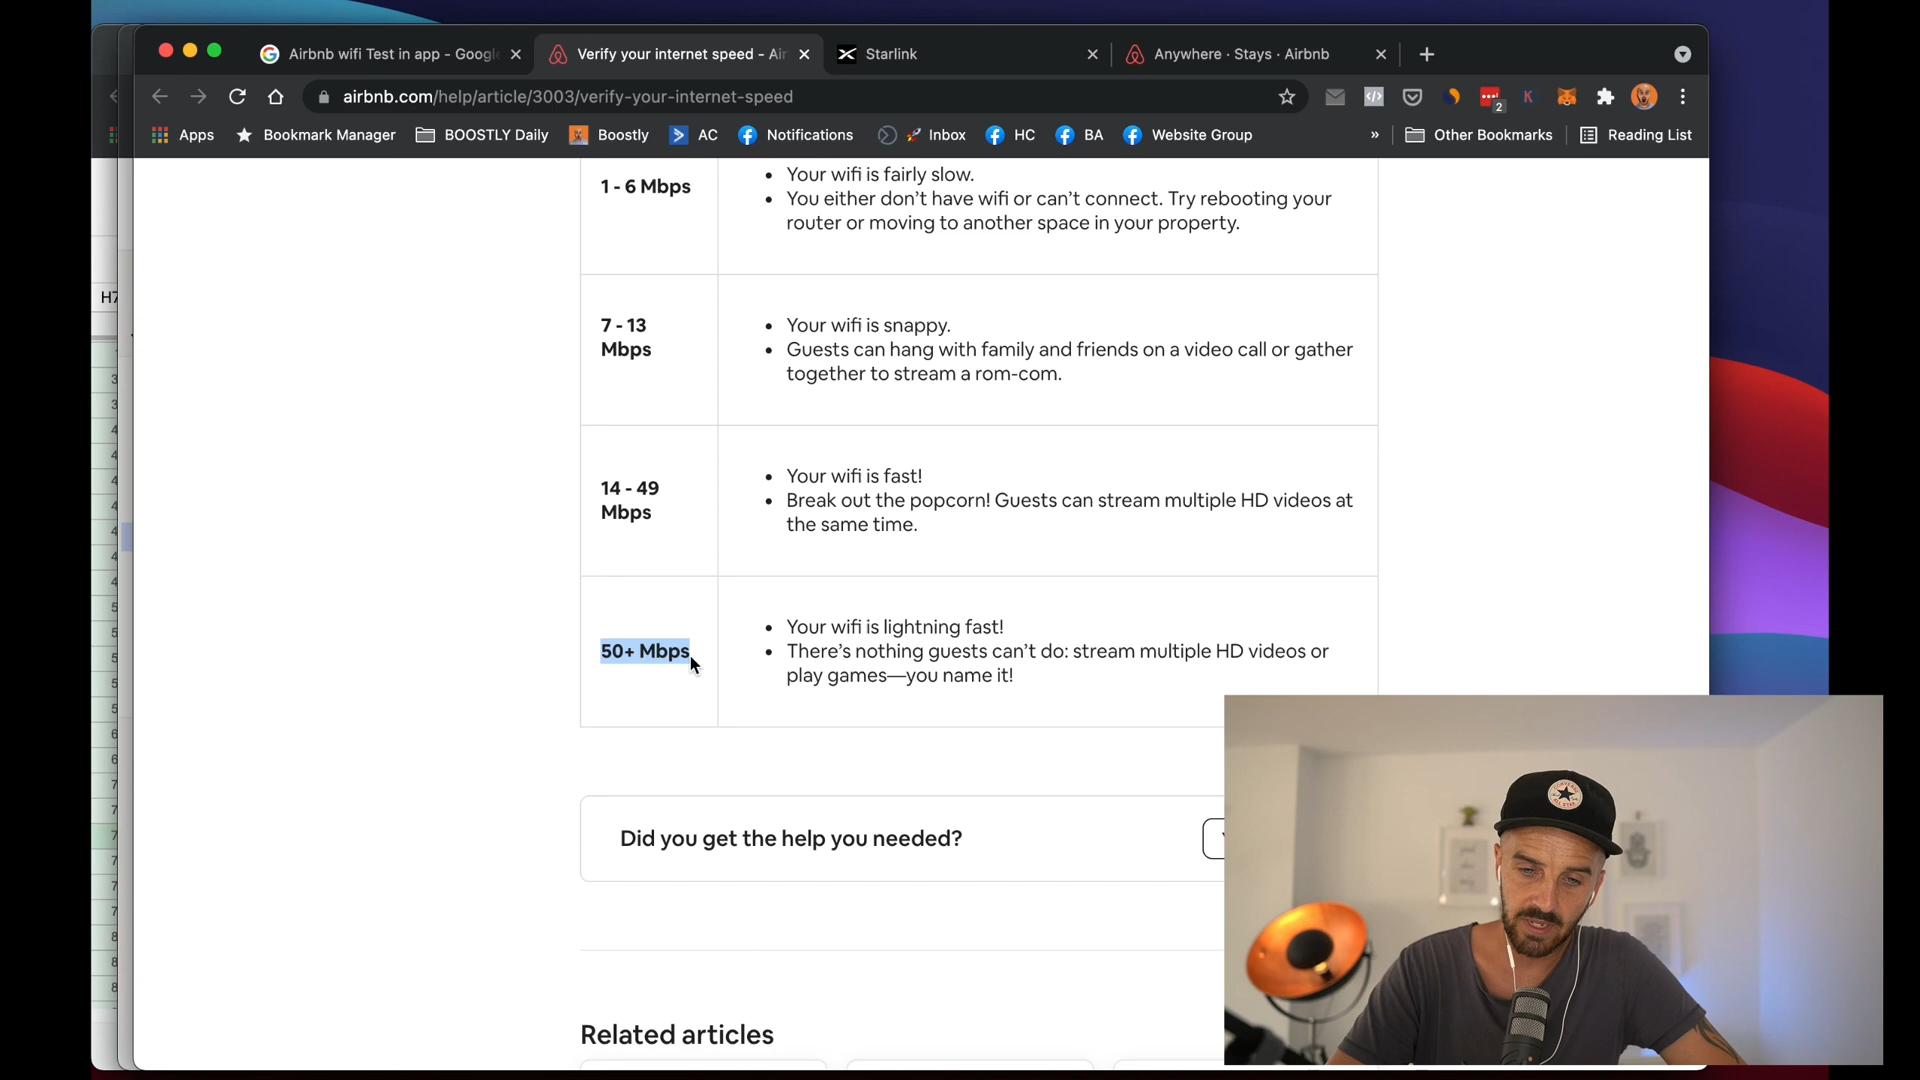 Airbnb wifi Test in app - Google
Verify your internet speed - Air
Starlink
Anywhere · Stays · Airbnb
airbnb.com/help/article/3003/verify-your-internet-speed
2
Apps
Bookmark Manager
BOOSTLY Daily
Boostly
AC
Notifications
Inbox
HC
BA
Website Group
»
Other Bookmarks
Reading List
H7
1 - 6 Mbps
• Your wifi is fairly slow.
• You either don’t have wifi or can’t connect. Try rebooting your
router or moving to another space in your property.
7 - 13
Mbps
• Your wifi is snappy.
• Guests can hang with family and friends on a video call or gather
together to stream a rom-com.
14 - 49
Mbps
• Your wifi is fast!
• Break out the popcorn! Guests can stream multiple HD videos at
the same time.
50+ Mbps
• Your wifi is lightning fast!
• There’s nothing guests can’t do: stream multiple HD videos or
play games—you name it!
Did you get the help you needed?
Related articles